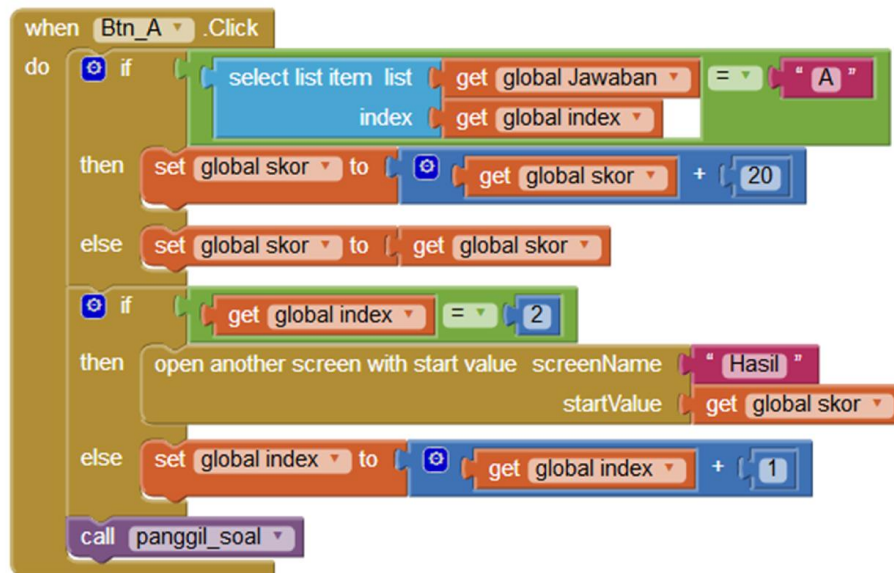 when Btn_A .Click
do if select list item list get global Jawaban = " A "
index get global index
then set global skor to get global skor + 20
else set global skor to get global skor
if get global index = 2
then open another screen with start value screenName " Hasil "
startValue get global skor
else set global index to get global index + 1
call panggil_soal